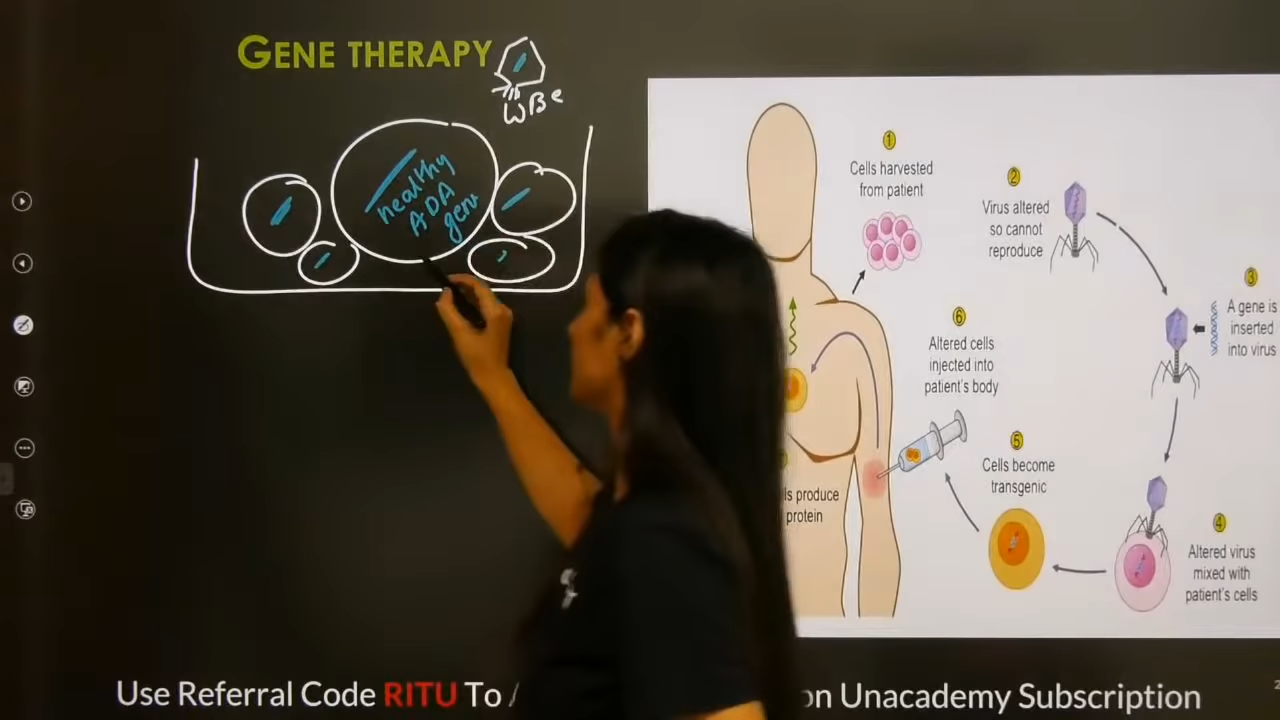 GENE THERAPY
WBC
healthy
ADA
gene
1
Cells harvested
from patient
2
Virus altered
so cannot
reproduce
3
A gene is
inserted
into virus
6
Altered cells
injected into
patient's body
5
Cells become
transgenic
4
Altered virus
mixed with
patient's cells
produce
protein
Use Referral Code RITU To
on Unacademy Subscription